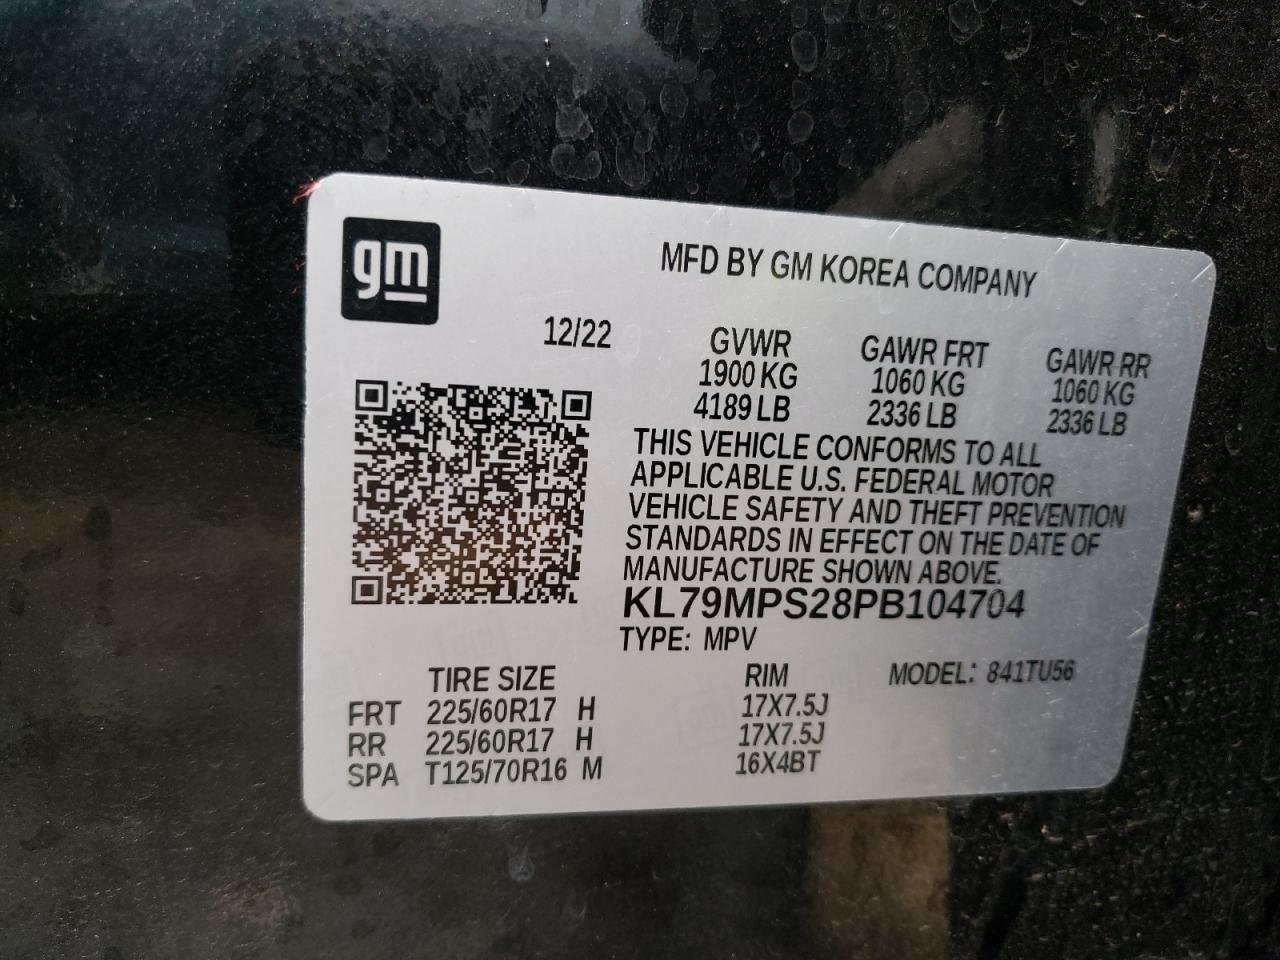 gm
MFD BY GM KOREA COMPANY
12/22
GVWR GAWR FRT GAWR RR
1900 KG 1060 KG 1060 KG
4189 LB 2336 LB 2336 LB
THIS VEHICLE CONFORMS TO ALL
APPLICABLE U.S. FEDERAL MOTOR
VEHICLE SAFETY AND THEFT PREVENTION
STANDARDS IN EFFECT ON THE DATE OF
MANUFACTURE SHOWN ABOVE.
KL79MPS28PB104704
TYPE: MPV
TIRE SIZE RIM MODEL: 841TU56
FRT 225/60R17 H 17X7.5J
RR 225/60R17 H 17X7.5J
SPA T125/70R16 M 16X4BT